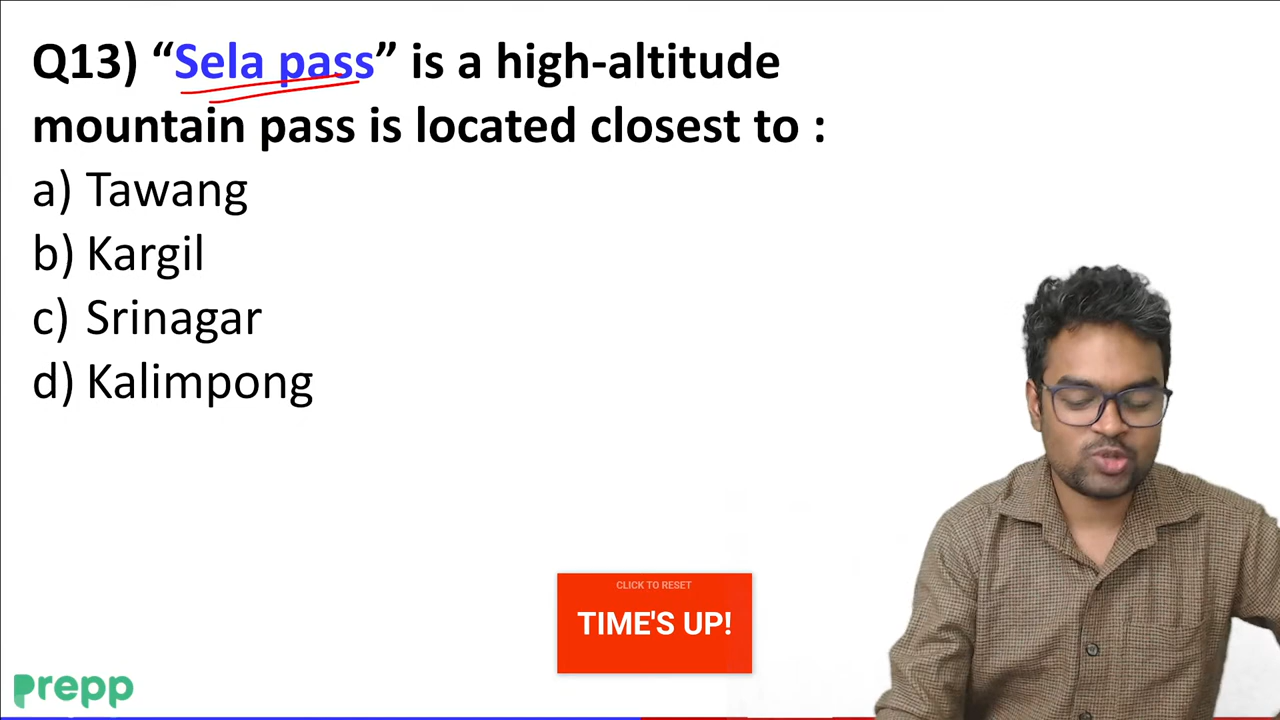 Q13) “Sela pass” is a high-altitude
mountain pass is located closest to :
a) Tawang
b) Kargil
c) Srinagar
d) Kalimpong
CLICK TO RESET
TIME'S UP!
prepp